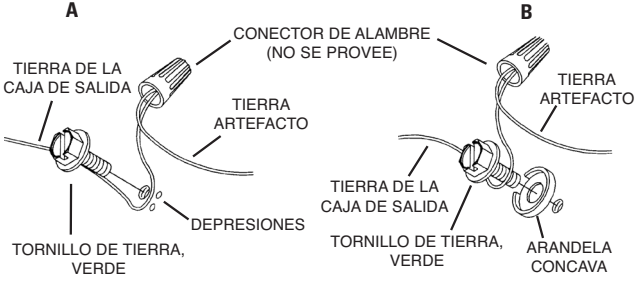 A
B
CONECTOR DE ALAMBRE
(NO SE PROVEE)
TIERRA DE LA
CAJA DE SALIDA
TIERRA
ARTEFACTO
DEPRESIONES
TORNILLO DE TIERRA,
VERDE
TIERRA
ARTEFACTO
TIERRA DE LA
CAJA DE SALIDA
TORNILLO DE TIERRA,
VERDE
ARANDELA
CONCAVA